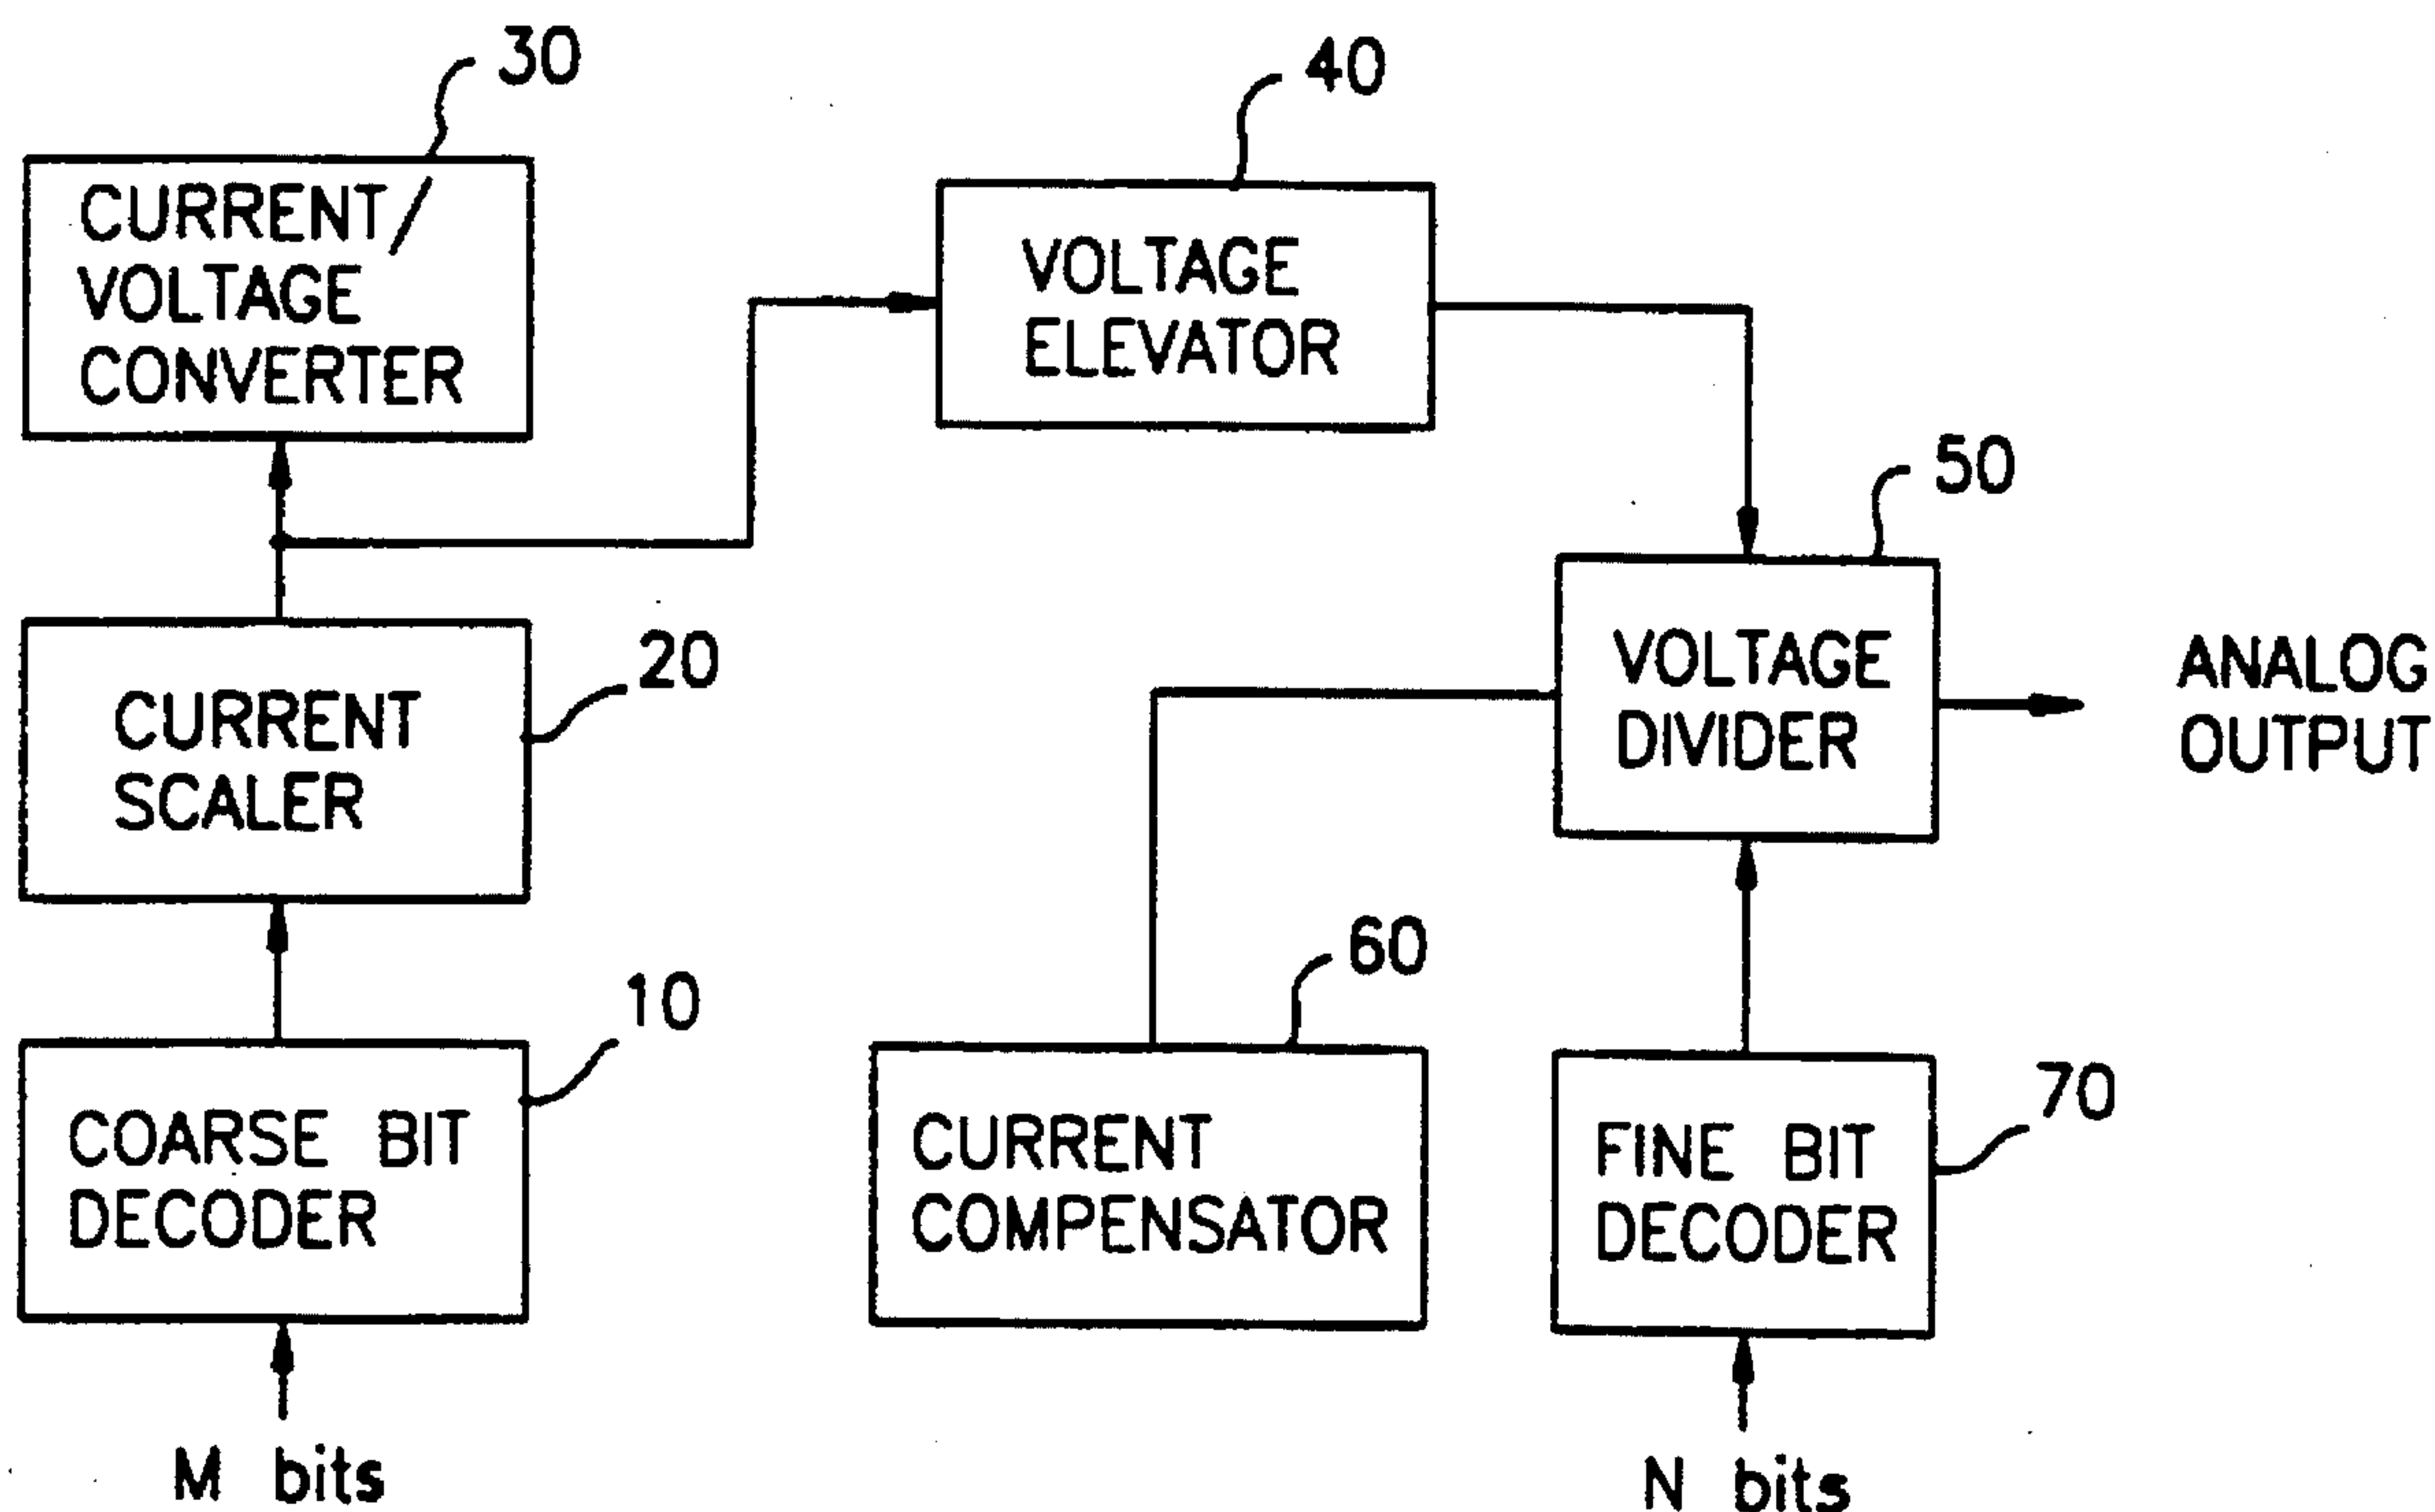 30
CURRENT/
VOLTAGE
CONVERTER
40
VOLTAGE
ELEVATOR
50
VOLTAGE
DIVIDER
ANALOG
OUTPUT
20
CURRENT
SCALER
10
COARSE BIT
DECODER
60
CURRENT
COMPENSATOR
70
FINE BIT
DECODER
M bits
N bits